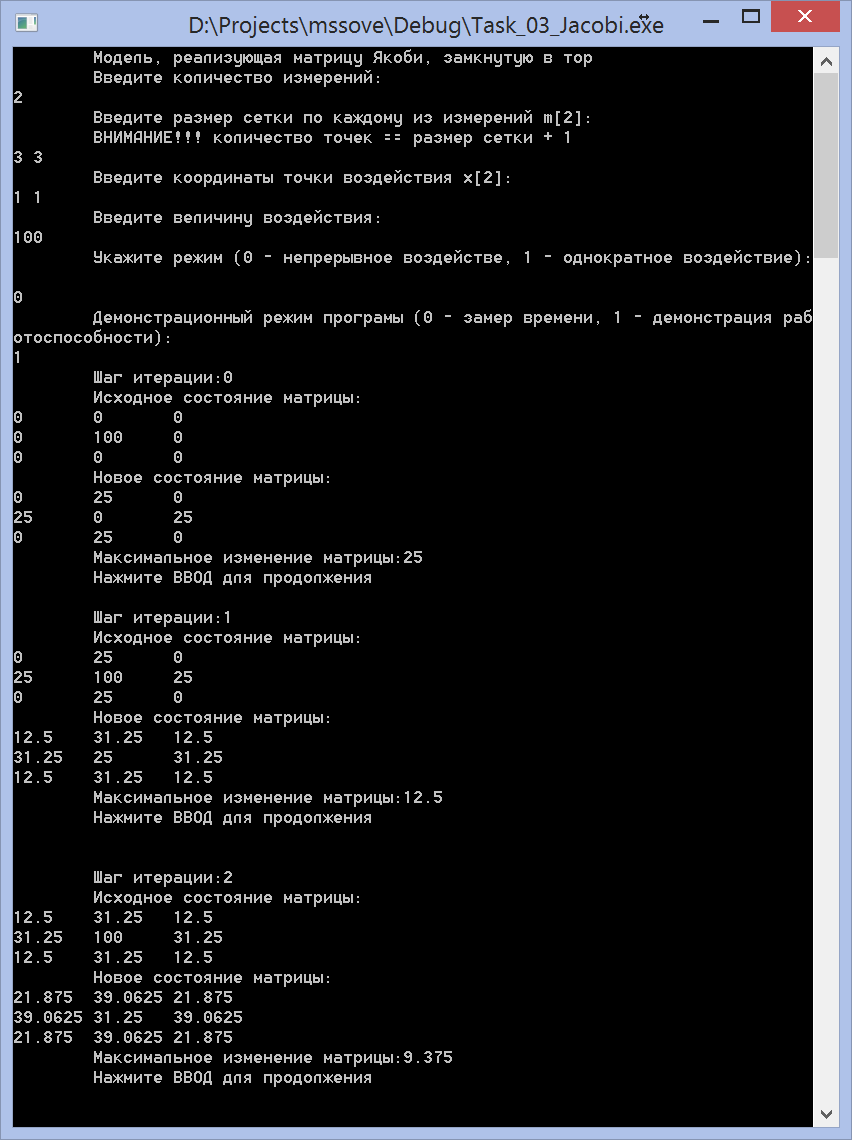 D:\Projects\mssove\Debug\Task_03_Jacobi.exe
Модель, реализующая матрицу Якоби, замкнутую в тор
Введите количество измерений:
2
Введите размер сетки по каждому из измерений m[2]:
ВНИМАНИЕ!!! количество точек == размер сетки + 1
3 3
Введите координаты точки воздействия x[2]:
1 1
Введите величину воздействия:
100
Укажите режим (0 - непрерывное воздействе, 1 - однократное воздействие):
0
Демонстрационный режим програмы (0 - замер времени, 1 - демонстрация раб
отоспособности):
1
Шаг итерации:0
Исходное состояние матрицы:
0 0 0
0 100 0
0 0 0
Новое состояние матрицы:
0 25 0
25 0 25
0 25 0
Максимальное изменение матрицы:25
Нажмите ВВОД для продолжения
Шаг итерации:1
Исходное состояние матрицы:
0 25 0
25 100 25
0 25 0
Новое состояние матрицы:
12.5 31.25 12.5
31.25 25 31.25
12.5 31.25 12.5
Максимальное изменение матрицы:12.5
Нажмите ВВОД для продолжения
Шаг итерации:2
Исходное состояние матрицы:
12.5 31.25 12.5
31.25 100 31.25
12.5 31.25 12.5
Новое состояние матрицы:
21.875 39.0625 21.875
39.0625 31.25 39.0625
21.875 39.0625 21.875
Максимальное изменение матрицы:9.375
Нажмите ВВОД для продолжения